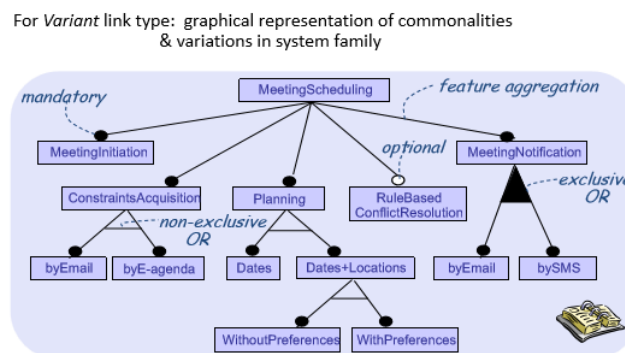 For Variant link type: graphical representation of commonalities
& variations in system family
MeetingScheduling
feature aggregation
mandatory
optional
MeetingInitiation
MeetingNotification
exclusive
OR
ConstraintsAcquisition
Planning
RuleBased
ConflictResolution
non-exclusive
OR
byEmail
byE-agenda
Dates
Dates+Locations
byEmail
bySMS
WithoutPreferences
WithPreferences